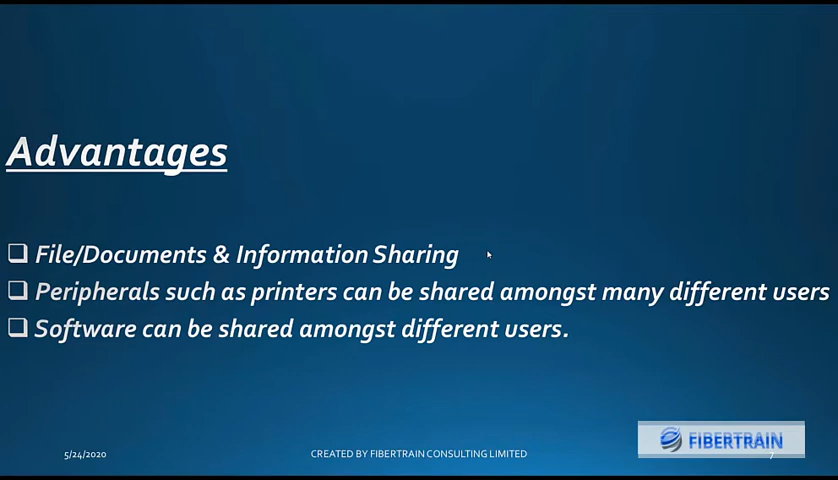 Advantages
❑ File/Documents & Information Sharing
❑ Peripherals such as printers can be shared amongst many different users
❑ Software can be shared amongst different users.
FIBERTRAIN
5/24/2020
CREATED BY FIBERTRAIN CONSULTING LIMITED
7